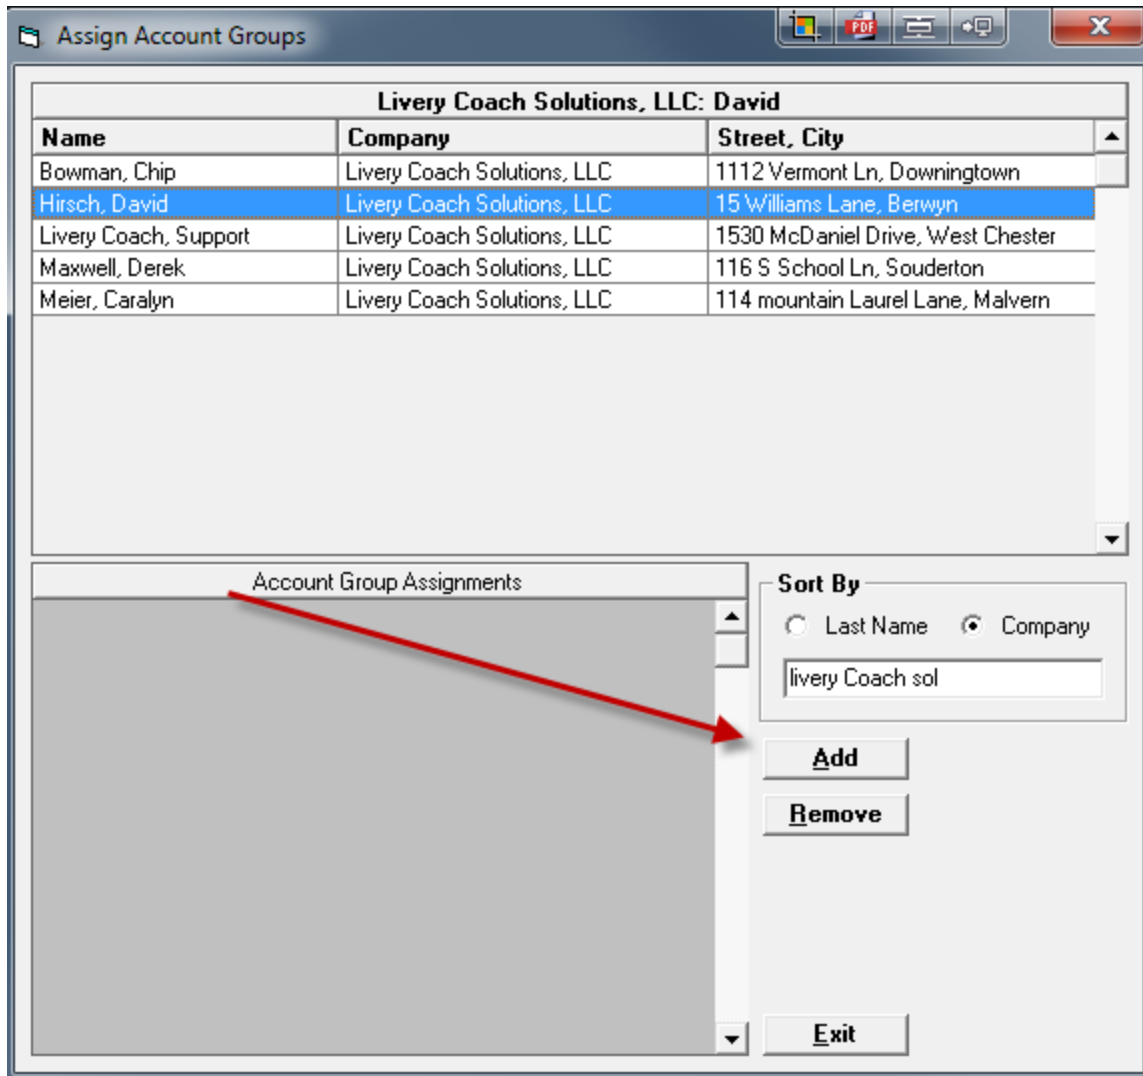 Assign Account Groups
PDF
Livery Coach Solutions, LLC: David
Name Company Street, City
Bowman, Chip Livery Coach Solutions, LLC 1112 Vermont Ln, Downingtown
Hirsch, David Livery Coach Solutions, LLC 15 Williams Lane, Berwyn
Livery Coach, Support Livery Coach Solutions, LLC 1530 McDaniel Drive, West Chester
Maxwell, Derek Livery Coach Solutions, LLC 116 S School Ln, Souderton
Meier, Caralyn Livery Coach Solutions, LLC 114 mountain Laurel Lane, Malvern
Account Group Assignments
Sort By
Last Name Company
livery Coach sol
Add
Remove
Exit